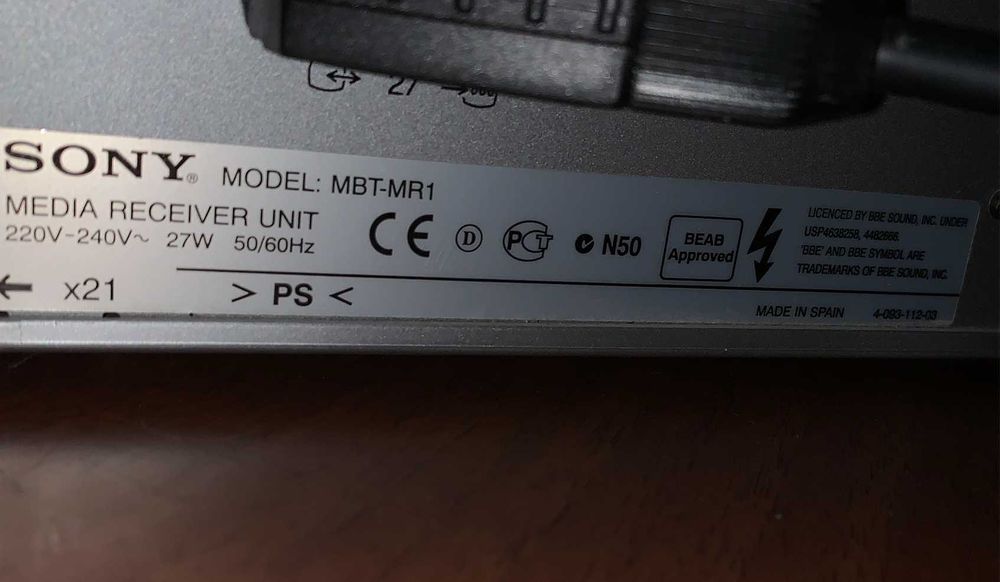 27
SONY®
MODEL: MBT-MR1
MEDIA RECEIVER UNIT
220V-240V~ 27W 50/60Hz
← x21
> PS <
CE
D
PCT
N50
BEAB
Approved
LICENCED BY BBE SOUND, INC. UNDER
USP4638258, 4482866.
'BBE' AND BBE SYMBOL ARE
TRADEMARKS OF BBE SOUND, INC.
MADE IN SPAIN
4-093-112-03